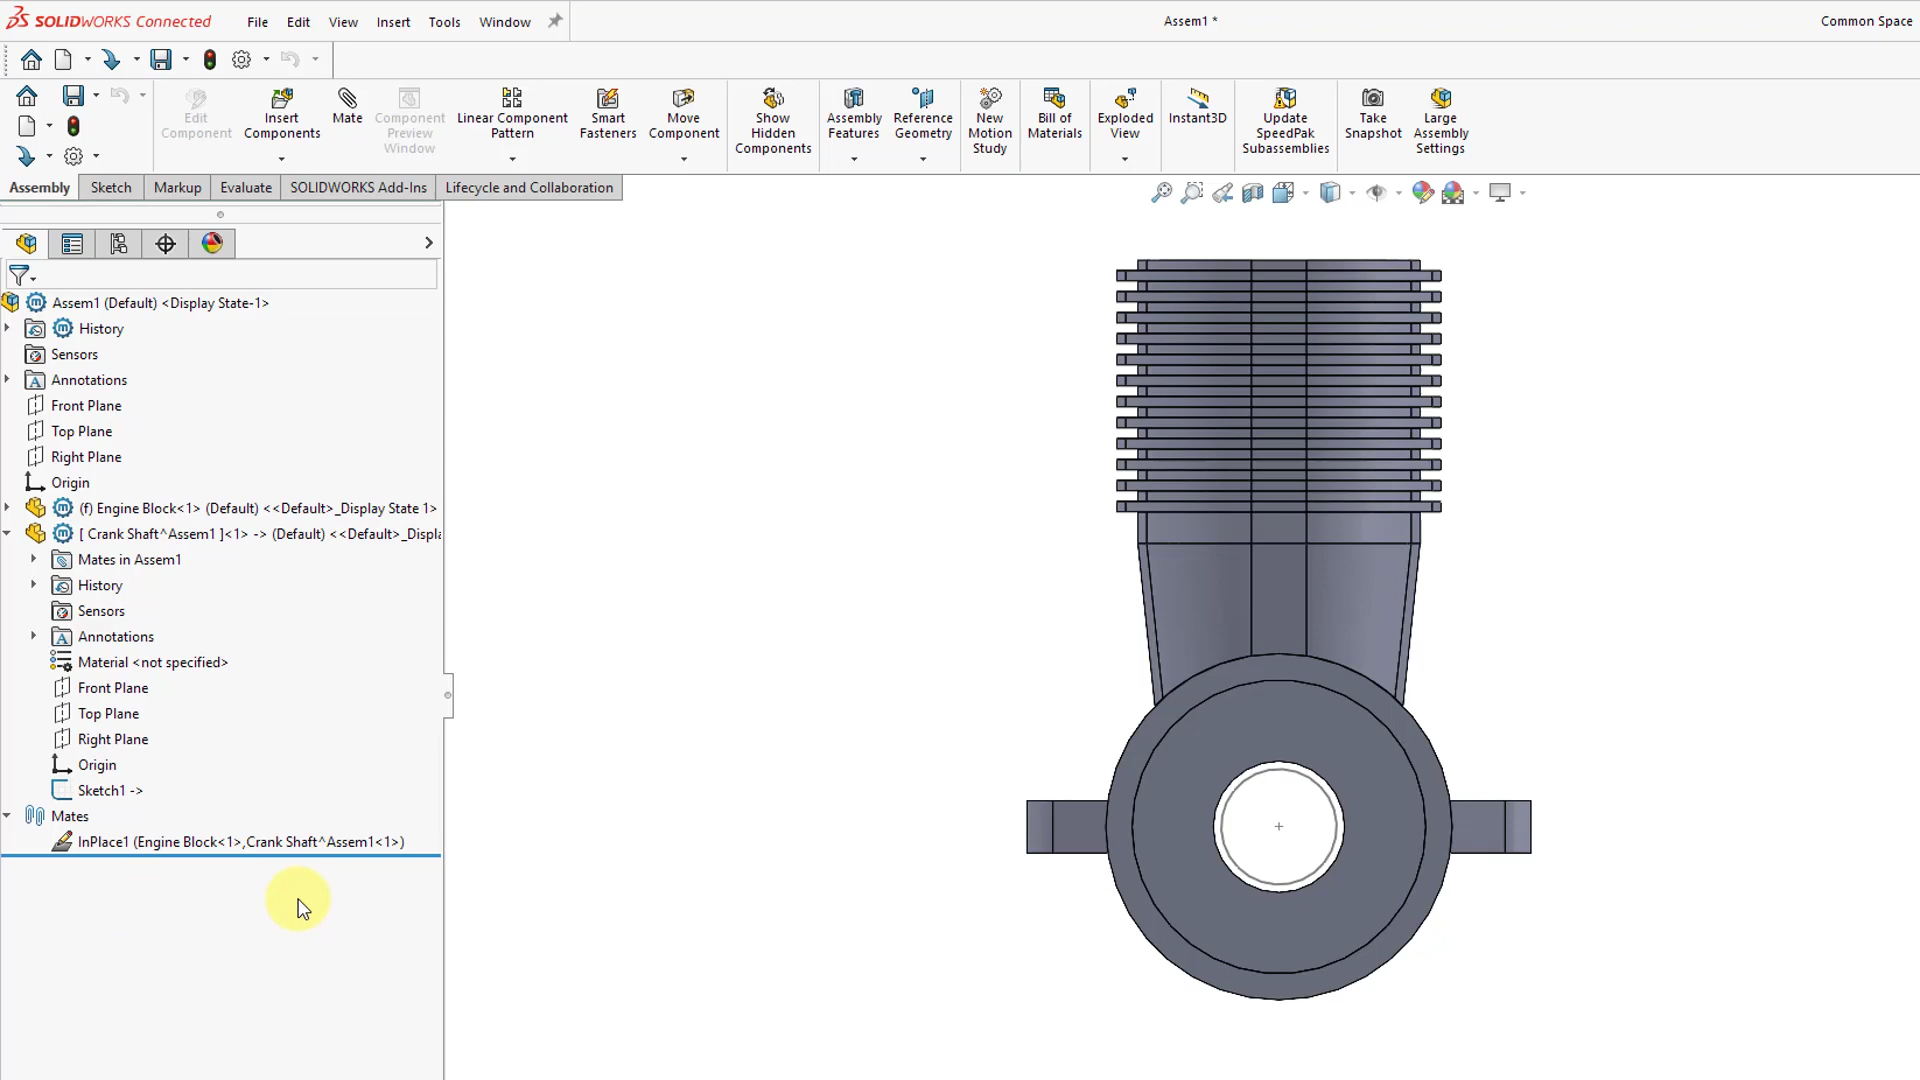 SOLIDWORKS Connected
File Edit View Insert Tools Window
Assem1 *
Common Space
Edit Component
Insert Components
Mate
Component Preview Window
Linear Component Pattern
Smart Fasteners
Move Component
Show Hidden Components
Assembly Features
Reference Geometry
New Motion Study
Bill of Materials
Exploded View
Instant3D
Update SpeedPak Subassemblies
Take Snapshot
Large Assembly Settings
Assembly Sketch Markup Evaluate SOLIDWORKS Add-Ins Lifecycle and Collaboration
Assem1 (Default) <Display State-1>
History
Sensors
Annotations
Front Plane
Top Plane
Right Plane
Origin
(f) Engine Block<1> (Default) <<Default>_Display State 1>
[ Crank Shaft^Assem1 ]<1> -> (Default) <<Default>_Displa
Mates in Assem1
History
Sensors
Annotations
Material <not specified>
Front Plane
Top Plane
Right Plane
Origin
Sketch1 ->
Mates
InPlace1 (Engine Block<1>,Crank Shaft^Assem1<1>)